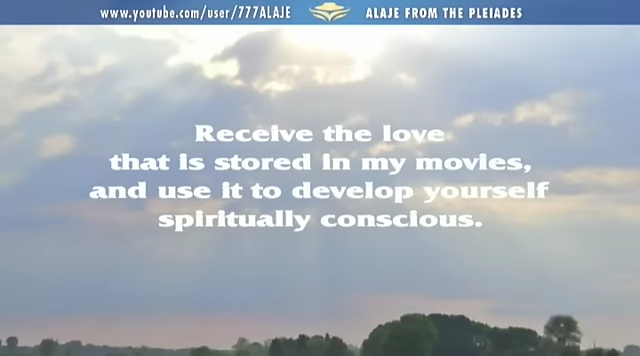 www.youtube.com/user/777ALAJE ALAJE FROM THE PLEIADES
Receive the love
that is stored in my movies,
and use it to develop yourself
spiritually conscious.